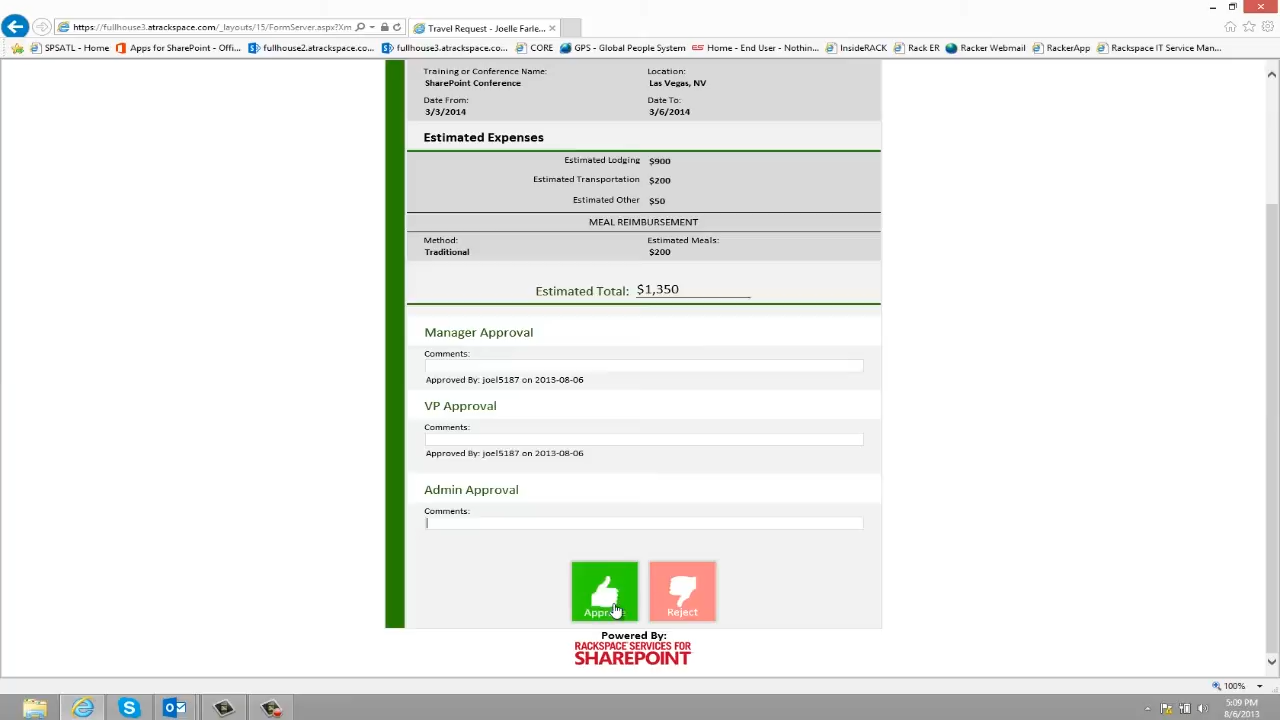 https://fullhouse3.atrackspace.com/_layouts/15/FormServer.aspx?Xm
Travel Request - Joelle Farle...
SPSATL - Home
Apps for SharePoint - Offi...
fullhouse2.atrackspace.co...
fullhouse3.atrackspace.co...
CORE
GPS - Global People System
Home - End User - Nothin...
InsideRACK
Rack ER
Racker Webmail
RackerApp
Rackspace IT Service Man...
Training or Conference Name:
Location:
SharePoint Conference
Las Vegas, NV
Date From:
Date To:
3/3/2014
3/6/2014
Estimated Expenses
Estimated Lodging $900
Estimated Transportation $200
Estimated Other $50
MEAL REIMBURSEMENT
Method:
Estimated Meals:
Traditional
$200
Estimated Total: $1,350
Manager Approval
Comments:
Approved By: joel5187 on 2013-08-06
VP Approval
Comments:
Approved By: joel5187 on 2013-08-06
Admin Approval
Comments:
Reject
Powered By:
RACKSPACE SERVICES FOR
SHAREPOINT
100%
5:09 PM
8/6/2013